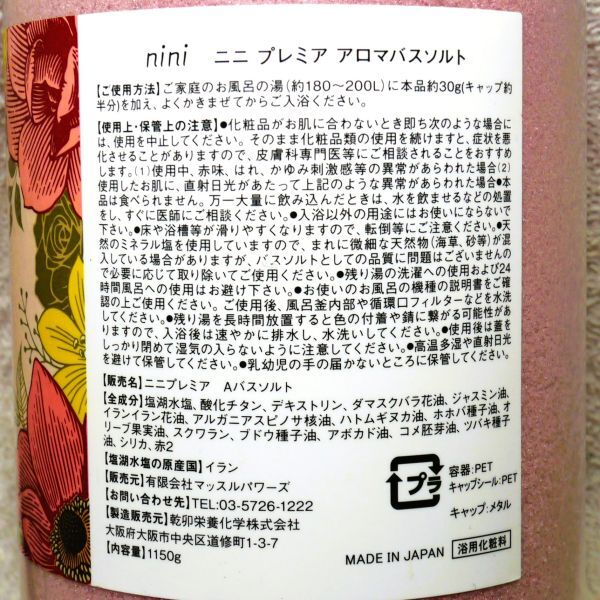 nini ニニ プレミア アロマバスソルト
【ご使用方法】ご家庭のお風呂の湯(約180〜200L)に本品約30g(キャップ約
半分)を加え、よくかきまぜてからご入浴ください。
【使用上・保管上の注意】●化粧品がお肌に合わないとき即ち次のような場合に
は、使用を中止してください。そのまま化粧品類の使用を続けますと、症状を悪
化させることがありますので、皮膚科専門医等にご相談されることをおすすめ
します。(1)使用中、赤味、はれ、かゆみ刺激感等の異常があらわれた場合(2)
使用したお肌に、直射日光があたって上記のような異常があらわれた場合●本
品は食べられません。万一大量に飲み込んだときは、水を飲ませるなどの処置
をし、すぐに医師にご相談ください。●入浴以外の用途にはお使いにならないで
下さい。●床や浴槽等が滑りやすくなりますので、転倒等にご注意ください。●天
然のミネラル塩を使用していますので、まれに微細な天然物(海草、砂等)が混
入している場合がありますが、バスソルトとしての品質に問題はございませんの
で必要に応じて取り除いてご使用ください。●残り湯の洗濯への使用および24
時間風呂への使用はお避け下さい。●お使いのお風呂の機種の説明書をご確
認の上ご使用ください。ご使用後、風呂釜内部や循環口フィルターなどを水洗
いしてください。●残り湯を長時間放置すると色の付着や錆に繋がる可能性があ
りますので、入浴後は速やかに排水し、水洗いしてください。●使用後は蓋を
しっかり閉めて湿気の入らないように注意してください。●高温多湿や直射日光
を避けて保管してください。●乳幼児の手の届かないところに保管してください。
【販売名】ニニプレミア Aバスソルト
【全成分】塩湖水塩、酸化チタン、デキストリン、ダマスクバラ花油、ジャスミン油、
イランイラン花油、アルガニアスピノサ核油、ハトムギヌカ油、ホホバ種子油、オ
リーブ果実油、スクワラン、ブドウ種子油、アボカド油、コメ胚芽油、ツバキ種子
油、シリカ、赤2
【塩湖水塩の原産国】イラン
【販売元】有限会社マッスルパワーズ
【お問い合わせ先】TEL:03-5726-1222
【製造販売元】乾卯栄養化学株式会社
大阪府大阪市中央区道修町1-3-7
【内容量】1150g
プラ
容器:PET
キャップシール:PET
キャップ:メタル
MADE IN JAPAN
浴用化粧料